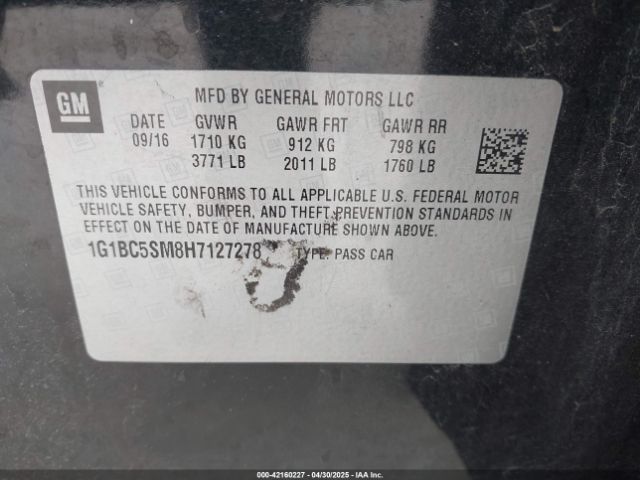 GM
MFD BY GENERAL MOTORS LLC
DATE GVWR GAWR FRT GAWR RR
09/16 1710 KG 912 KG 798 KG
3771 LB 2011 LB 1760 LB
THIS VEHICLE CONFORMS TO ALL APPLICABLE U.S. FEDERAL MOTOR
VEHICLE SAFETY, BUMPER, AND THEFT PREVENTION STANDARDS IN
EFFECT ON THE DATE OF MANUFACTURE SHOWN ABOVE.
1G1BC5SM8H7127278 TYPE: PASS CAR
000-42160227 - 04/30/2025 - IAA Inc.